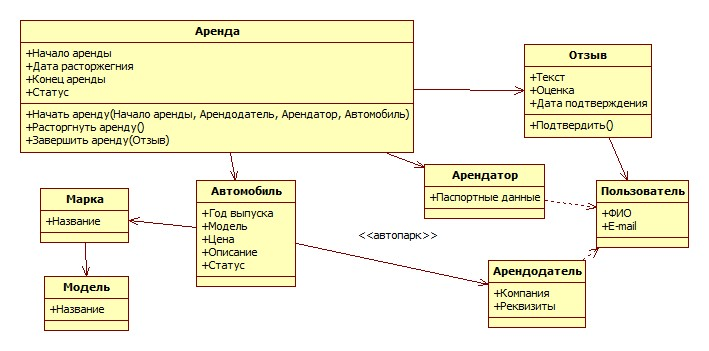 Аренда
+Начало аренды
+Дата расторжегния
+Конец аренды
+Статус
+Начать аренду(Начало аренды, Арендодатель, Арендатор, Автомобиль)
+Расторгнуть аренду()
+Завершить аренду(Отзыв)
Отзыв
+Текст
+Оценка
+Дата подтверждения
+Подтвердить()
Марка
+Название
Автомобиль
+Год выпуска
+Модель
+Цена
+Описание
+Статус
Арендатор
+Паспортные данные
Пользователь
+ФИО
+E-mail
<<автопарк>>
Модель
+Название
Арендодатель
+Компания
+Реквизиты